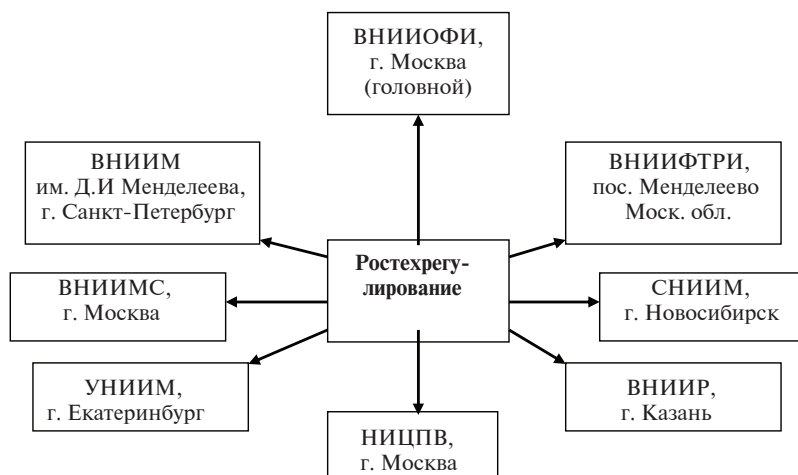 ВНИИОФИ,
г. Москва
(головной)
ВНИИМ
им. Д.И Менделеева,
г. Санкт-Петербург
ВНИИФТРИ,
пос. Менделеево
Моск. обл.
Ростехрегу-
лирование
ВНИИМС,
г. Москва
СНИИМ,
г. Новосибирск
УНИИМ,
г. Екатеринбург
ВНИИР,
г. Казань
НИЦПВ,
г. Москва